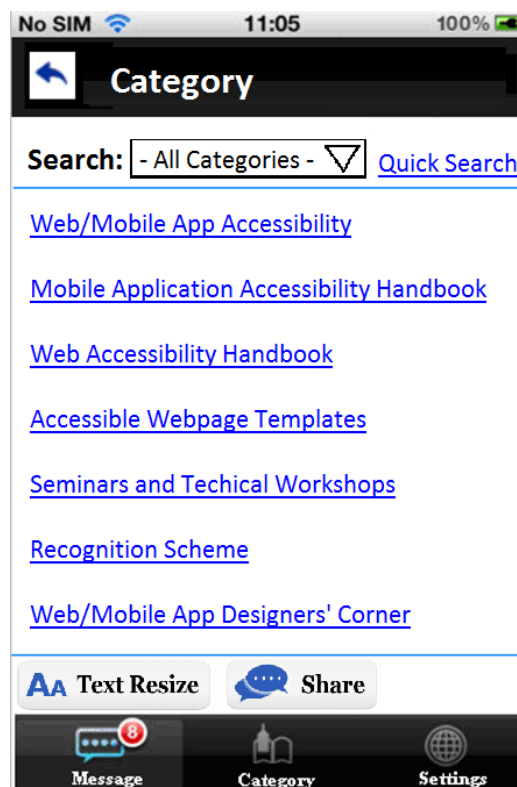 No SIM 11:05 100%
Category
Search: - All Categories - Quick Search
Web/Mobile App Accessibility
Mobile Application Accessibility Handbook
Web Accessibility Handbook
Accessible Webpage Templates
Seminars and Techical Workshops
Recognition Scheme
Web/Mobile App Designers' Corner
AA Text Resize Share
8
Message Category Settings